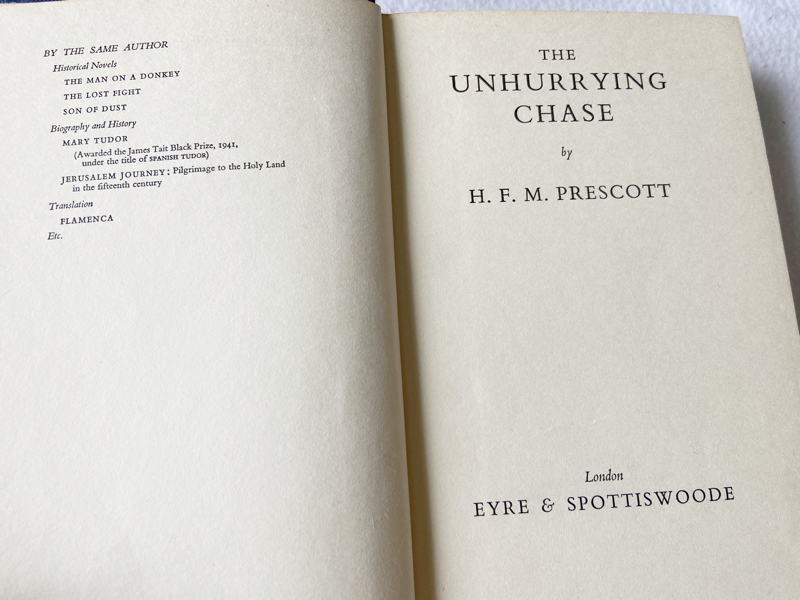 BY THE SAME AUTHOR
Historical Novels
THE MAN ON A DONKEY
THE LOST FIGHT
SON OF DUST
Biography and History
MARY TUDOR
(Awarded the James Tait Black Prize, 1941,
under the title of SPANISH TUDOR)
JERUSALEM JOURNEY; Pilgrimage to the Holy Land
in the fifteenth century
Translation
FLAMENCA
Etc.
THE
UNHURRYING
CHASE
by
H. F. M. PRESCOTT
London
EYRE & SPOTTISWOODE